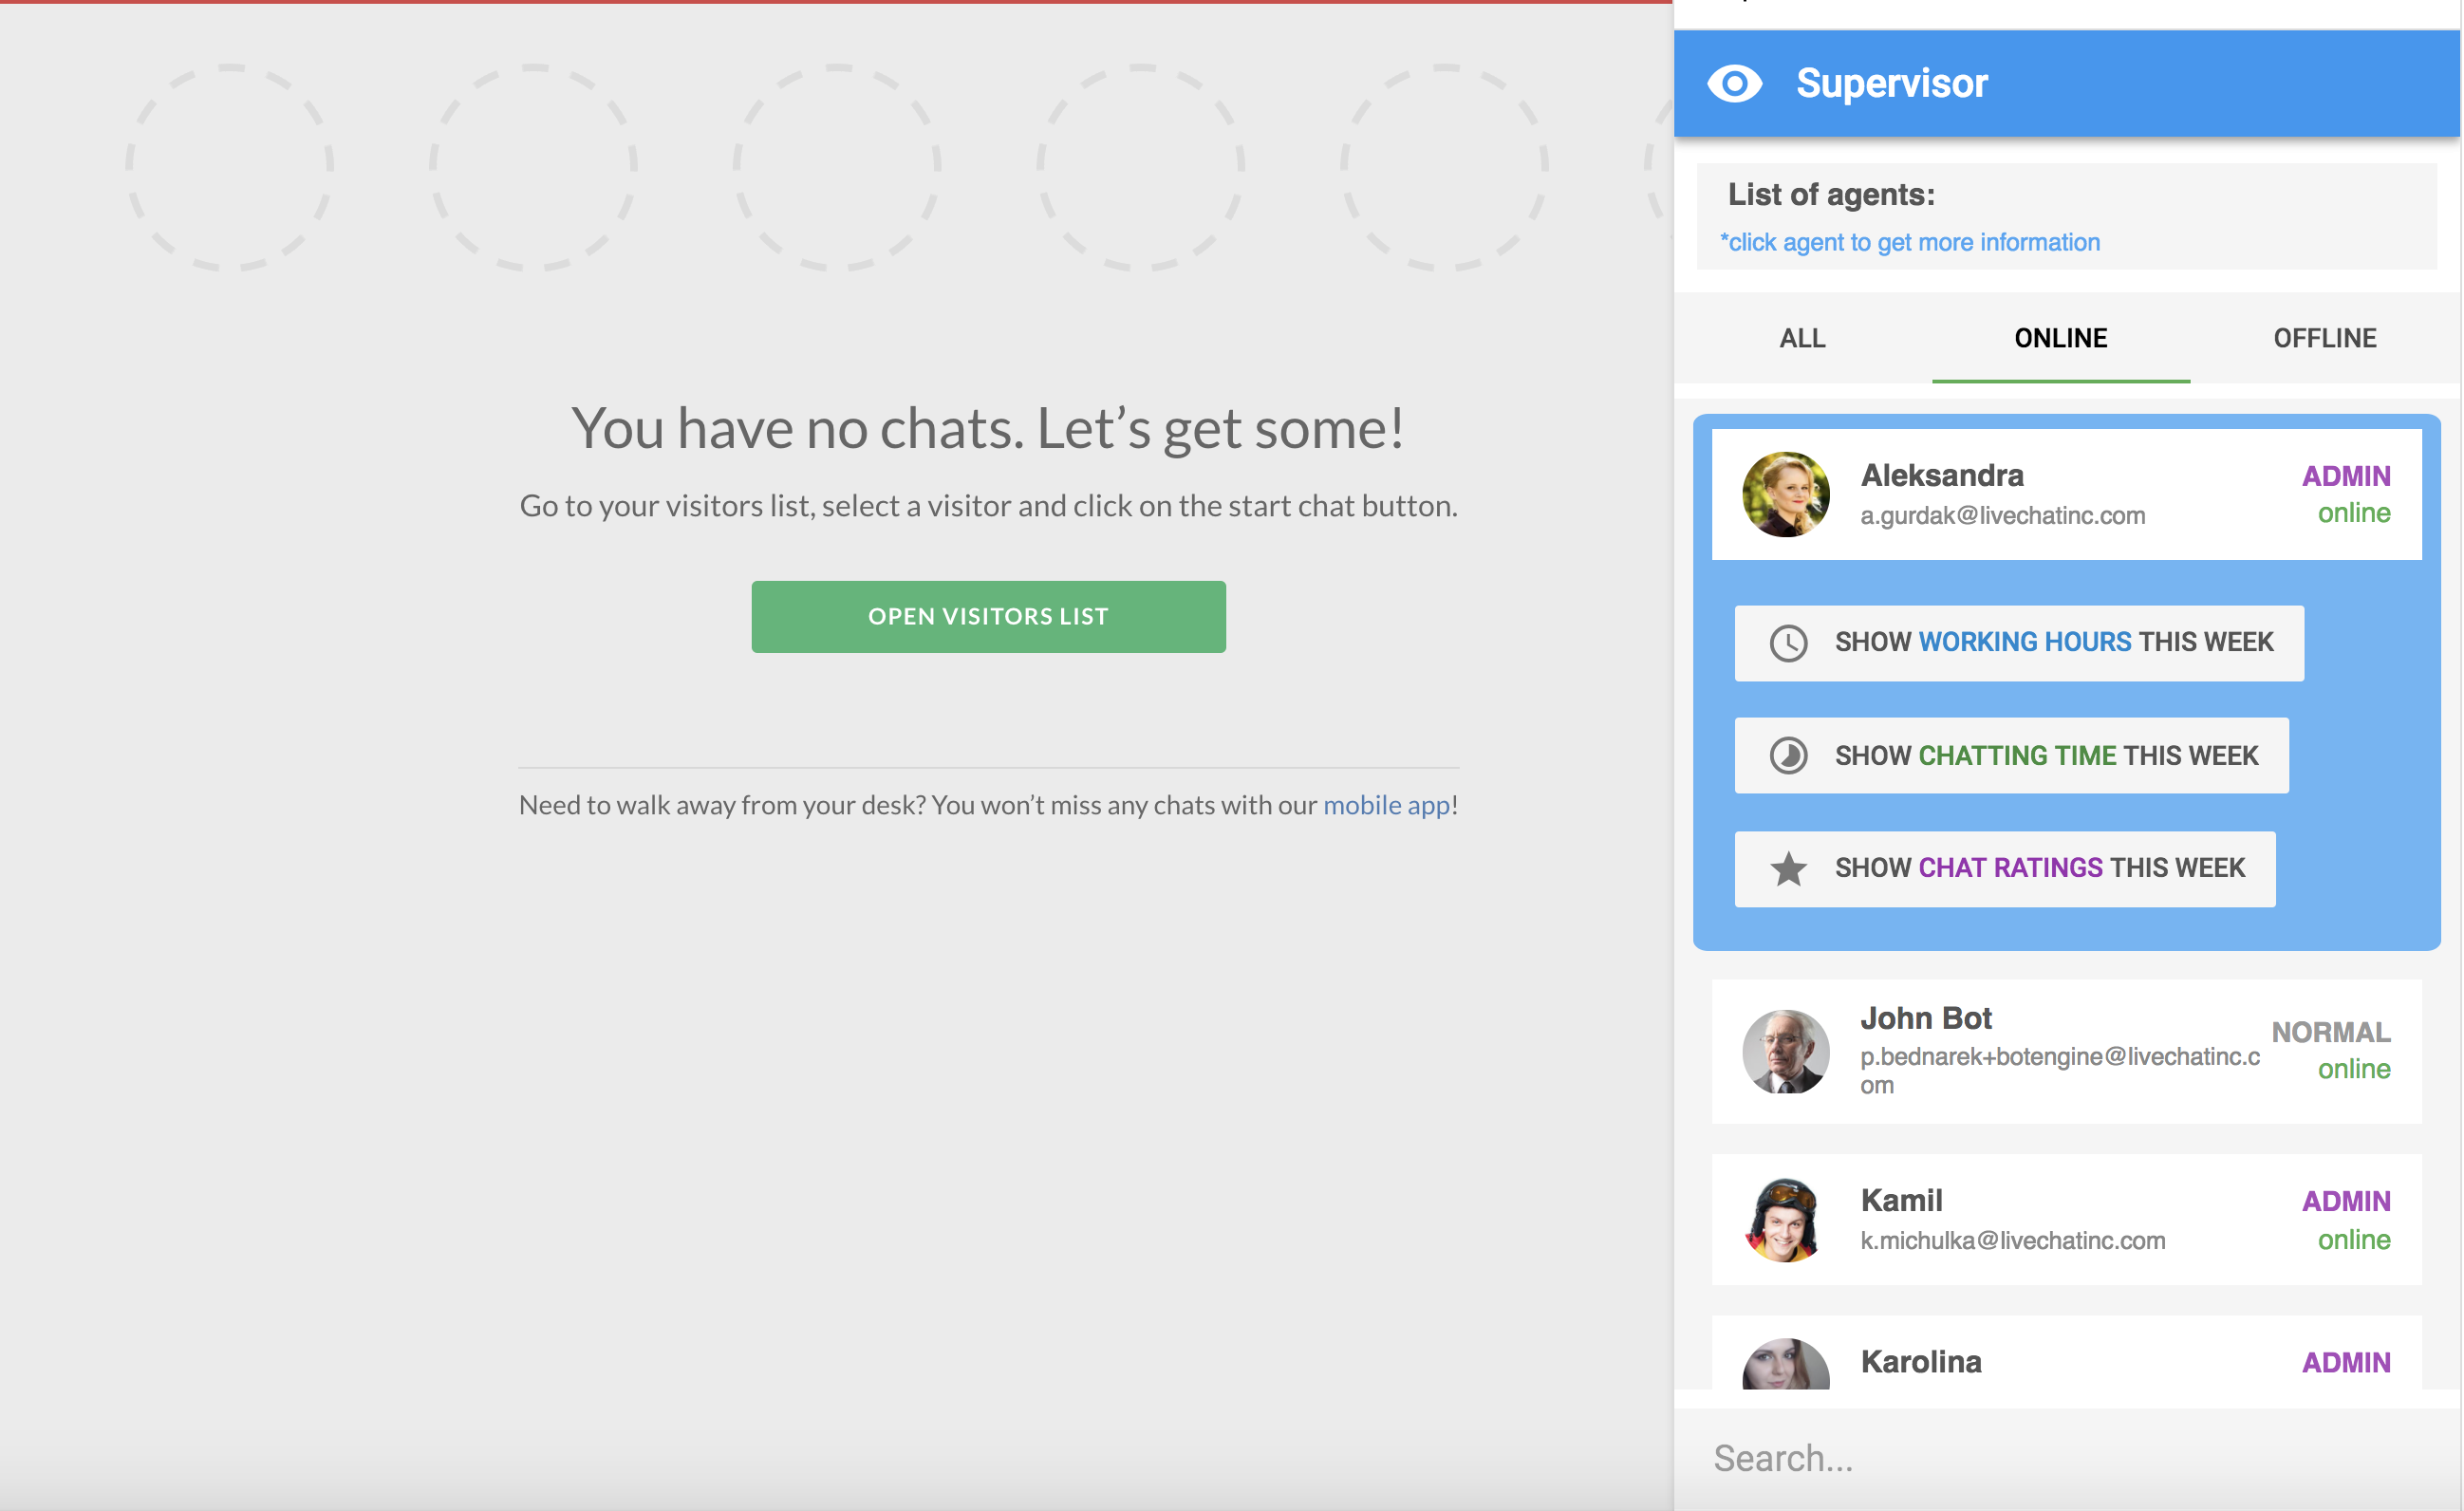 You have no chats. Let’s get some!
Go to your visitors list, select a visitor and click on the start chat button.
OPEN VISITORS LIST
Need to walk away from your desk? You won’t miss any chats with our mobile app!
Supervisor
List of agents:
*click agent to get more information
ALL
ONLINE
OFFLINE
Aleksandra
ADMIN
a.gurdak@livechatinc.com
online
SHOW WORKING HOURS THIS WEEK
SHOW CHATTING TIME THIS WEEK
SHOW CHAT RATINGS THIS WEEK
John Bot
NORMAL
p.bednarek+botengine@livechatinc.c
om
online
Kamil
ADMIN
k.michulka@livechatinc.com
online
Karolina
ADMIN
Search...